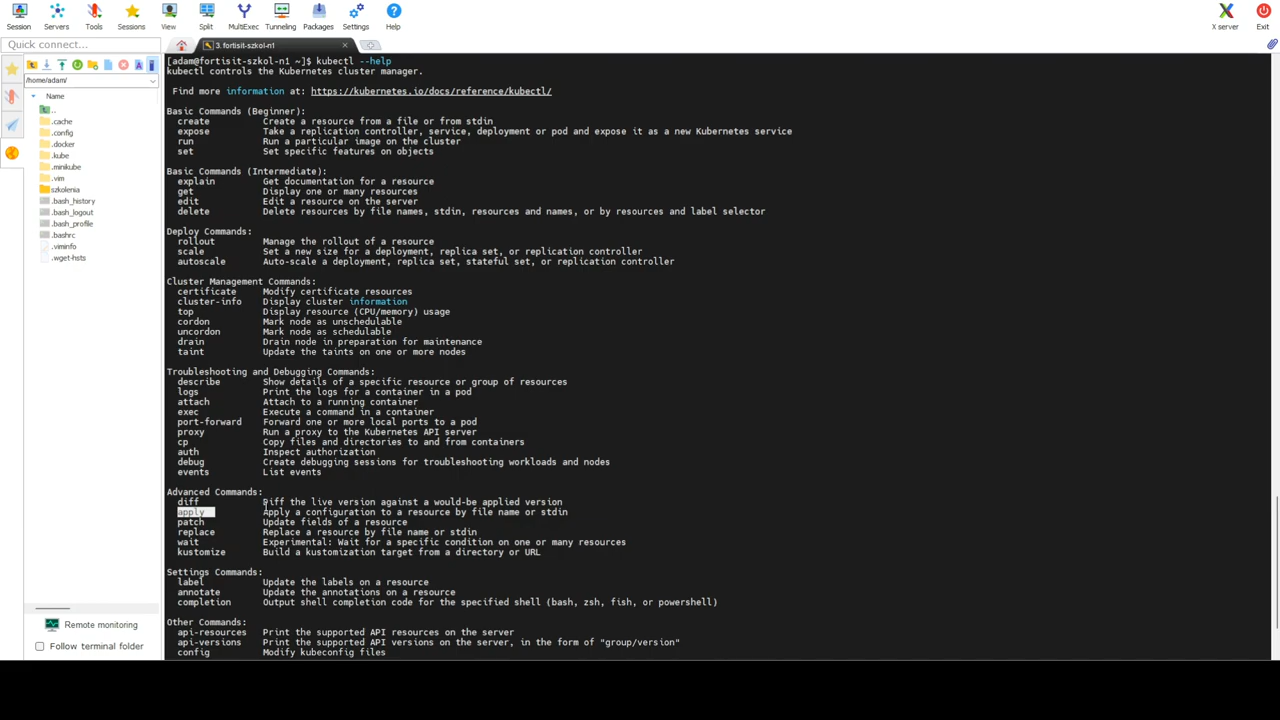 Session Servers Tools Sessions View Split MultiExec Tunneling Packages Settings Help X server Exit
Quick connect...
3. fortisit-szkol-n1
/home/adam/
Name
..
.cache
.config
.docker
.kube
.minikube
.vim
szkolenia
.bash_history
.bash_logout
.bash_profile
.bashrc
.viminfo
.wget-hsts
Remote monitoring
Follow terminal folder
[adam@fortisit-szkol-n1 ~]$ kubectl --help
kubectl controls the Kubernetes cluster manager.
Find more information at: https://kubernetes.io/docs/reference/kubectl/
Basic Commands (Beginner):
create Create a resource from a file or from stdin
expose Take a replication controller, service, deployment or pod and expose it as a new Kubernetes service
run Run a particular image on the cluster
set Set specific features on objects
Basic Commands (Intermediate):
explain Get documentation for a resource
get Display one or many resources
edit Edit a resource on the server
delete Delete resources by file names, stdin, resources and names, or by resources and label selector
Deploy Commands:
rollout Manage the rollout of a resource
scale Set a new size for a deployment, replica set, or replication controller
autoscale Auto-scale a deployment, replica set, stateful set, or replication controller
Cluster Management Commands:
certificate Modify certificate resources
cluster-info Display cluster information
top Display resource (CPU/memory) usage
cordon Mark node as unschedulable
uncordon Mark node as schedulable
drain Drain node in preparation for maintenance
taint Update the taints on one or more nodes
Troubleshooting and Debugging Commands:
describe Show details of a specific resource or group of resources
logs Print the logs for a container in a pod
attach Attach to a running container
exec Execute a command in a container
port-forward Forward one or more local ports to a pod
proxy Run a proxy to the Kubernetes API server
cp Copy files and directories to and from containers
auth Inspect authorization
debug Create debugging sessions for troubleshooting workloads and nodes
events List events
Advanced Commands:
diff Diff the live version against a would-be applied version
apply Apply a configuration to a resource by file name or stdin
patch Update fields of a resource
replace Replace a resource by file name or stdin
wait Experimental: Wait for a specific condition on one or many resources
kustomize Build a kustomization target from a directory or URL
Settings Commands:
label Update the labels on a resource
annotate Update the annotations on a resource
completion Output shell completion code for the specified shell (bash, zsh, fish, or powershell)
Other Commands:
api-resources Print the supported API resources on the server
api-versions Print the supported API versions on the server, in the form of "group/version"
config Modify kubeconfig files